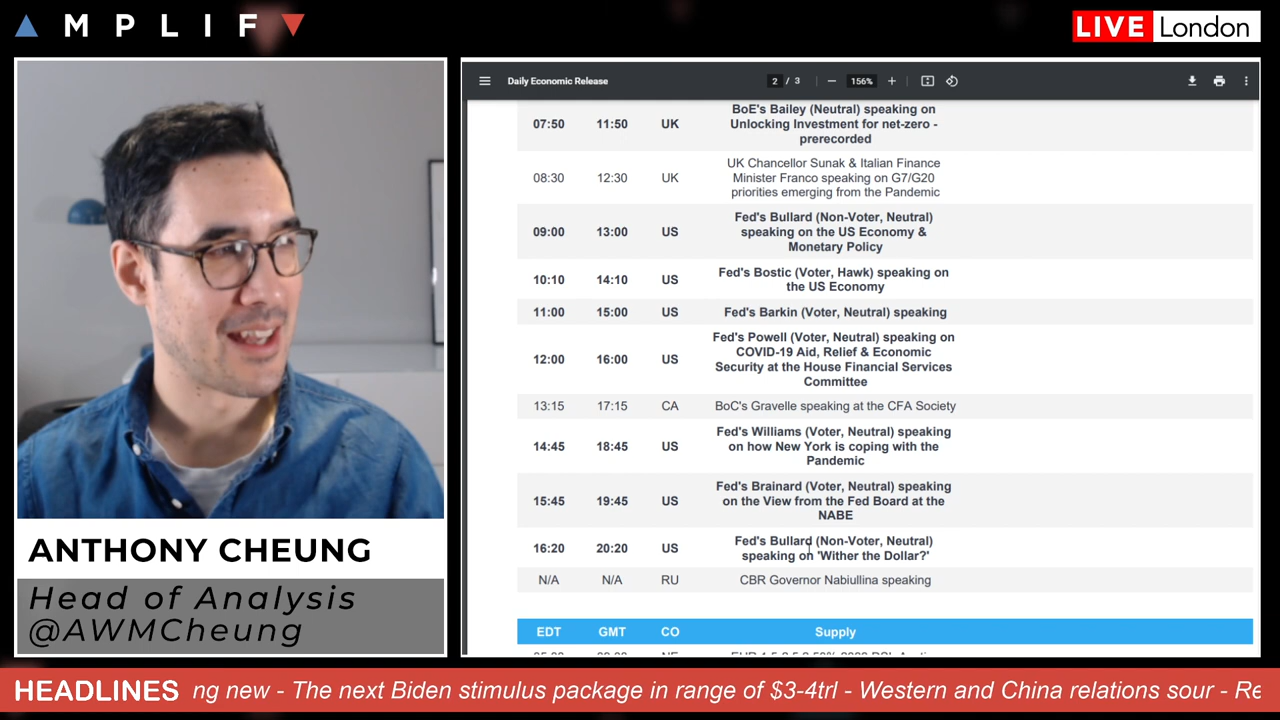 AMPLIFY
LIVE London
Daily Economic Release
2 / 3
156%
07:50 11:50 UK BoE's Bailey (Neutral) speaking on
Unlocking Investment for net-zero -
prerecorded
08:30 12:30 UK UK Chancellor Sunak & Italian Finance
Minister Franco speaking on G7/G20
priorities emerging from the Pandemic
09:00 13:00 US Fed's Bullard (Non-Voter, Neutral)
speaking on the US Economy &
Monetary Policy
10:10 14:10 US Fed's Bostic (Voter, Hawk) speaking on
the US Economy
11:00 15:00 US Fed's Barkin (Voter, Neutral) speaking
12:00 16:00 US Fed's Powell (Voter, Neutral) speaking on
COVID-19 Aid, Relief & Economic
Security at the House Financial Services
Committee
13:15 17:15 CA BoC's Gravelle speaking at the CFA Society
14:45 18:45 US Fed's Williams (Voter, Neutral) speaking
on how New York is coping with the
Pandemic
15:45 19:45 US Fed's Brainard (Voter, Neutral) speaking
on the View from the Fed Board at the
NABE
16:20 20:20 US Fed's Bullard (Non-Voter, Neutral)
speaking on 'Wither the Dollar?'
N/A N/A RU CBR Governor Nabiullina speaking
EDT GMT CO Supply
ANTHONY CHEUNG
Head of Analysis
@AWMCheung
HEADLINES ng new - The next Biden stimulus package in range of $3-4trl - Western and China relations sour - Re